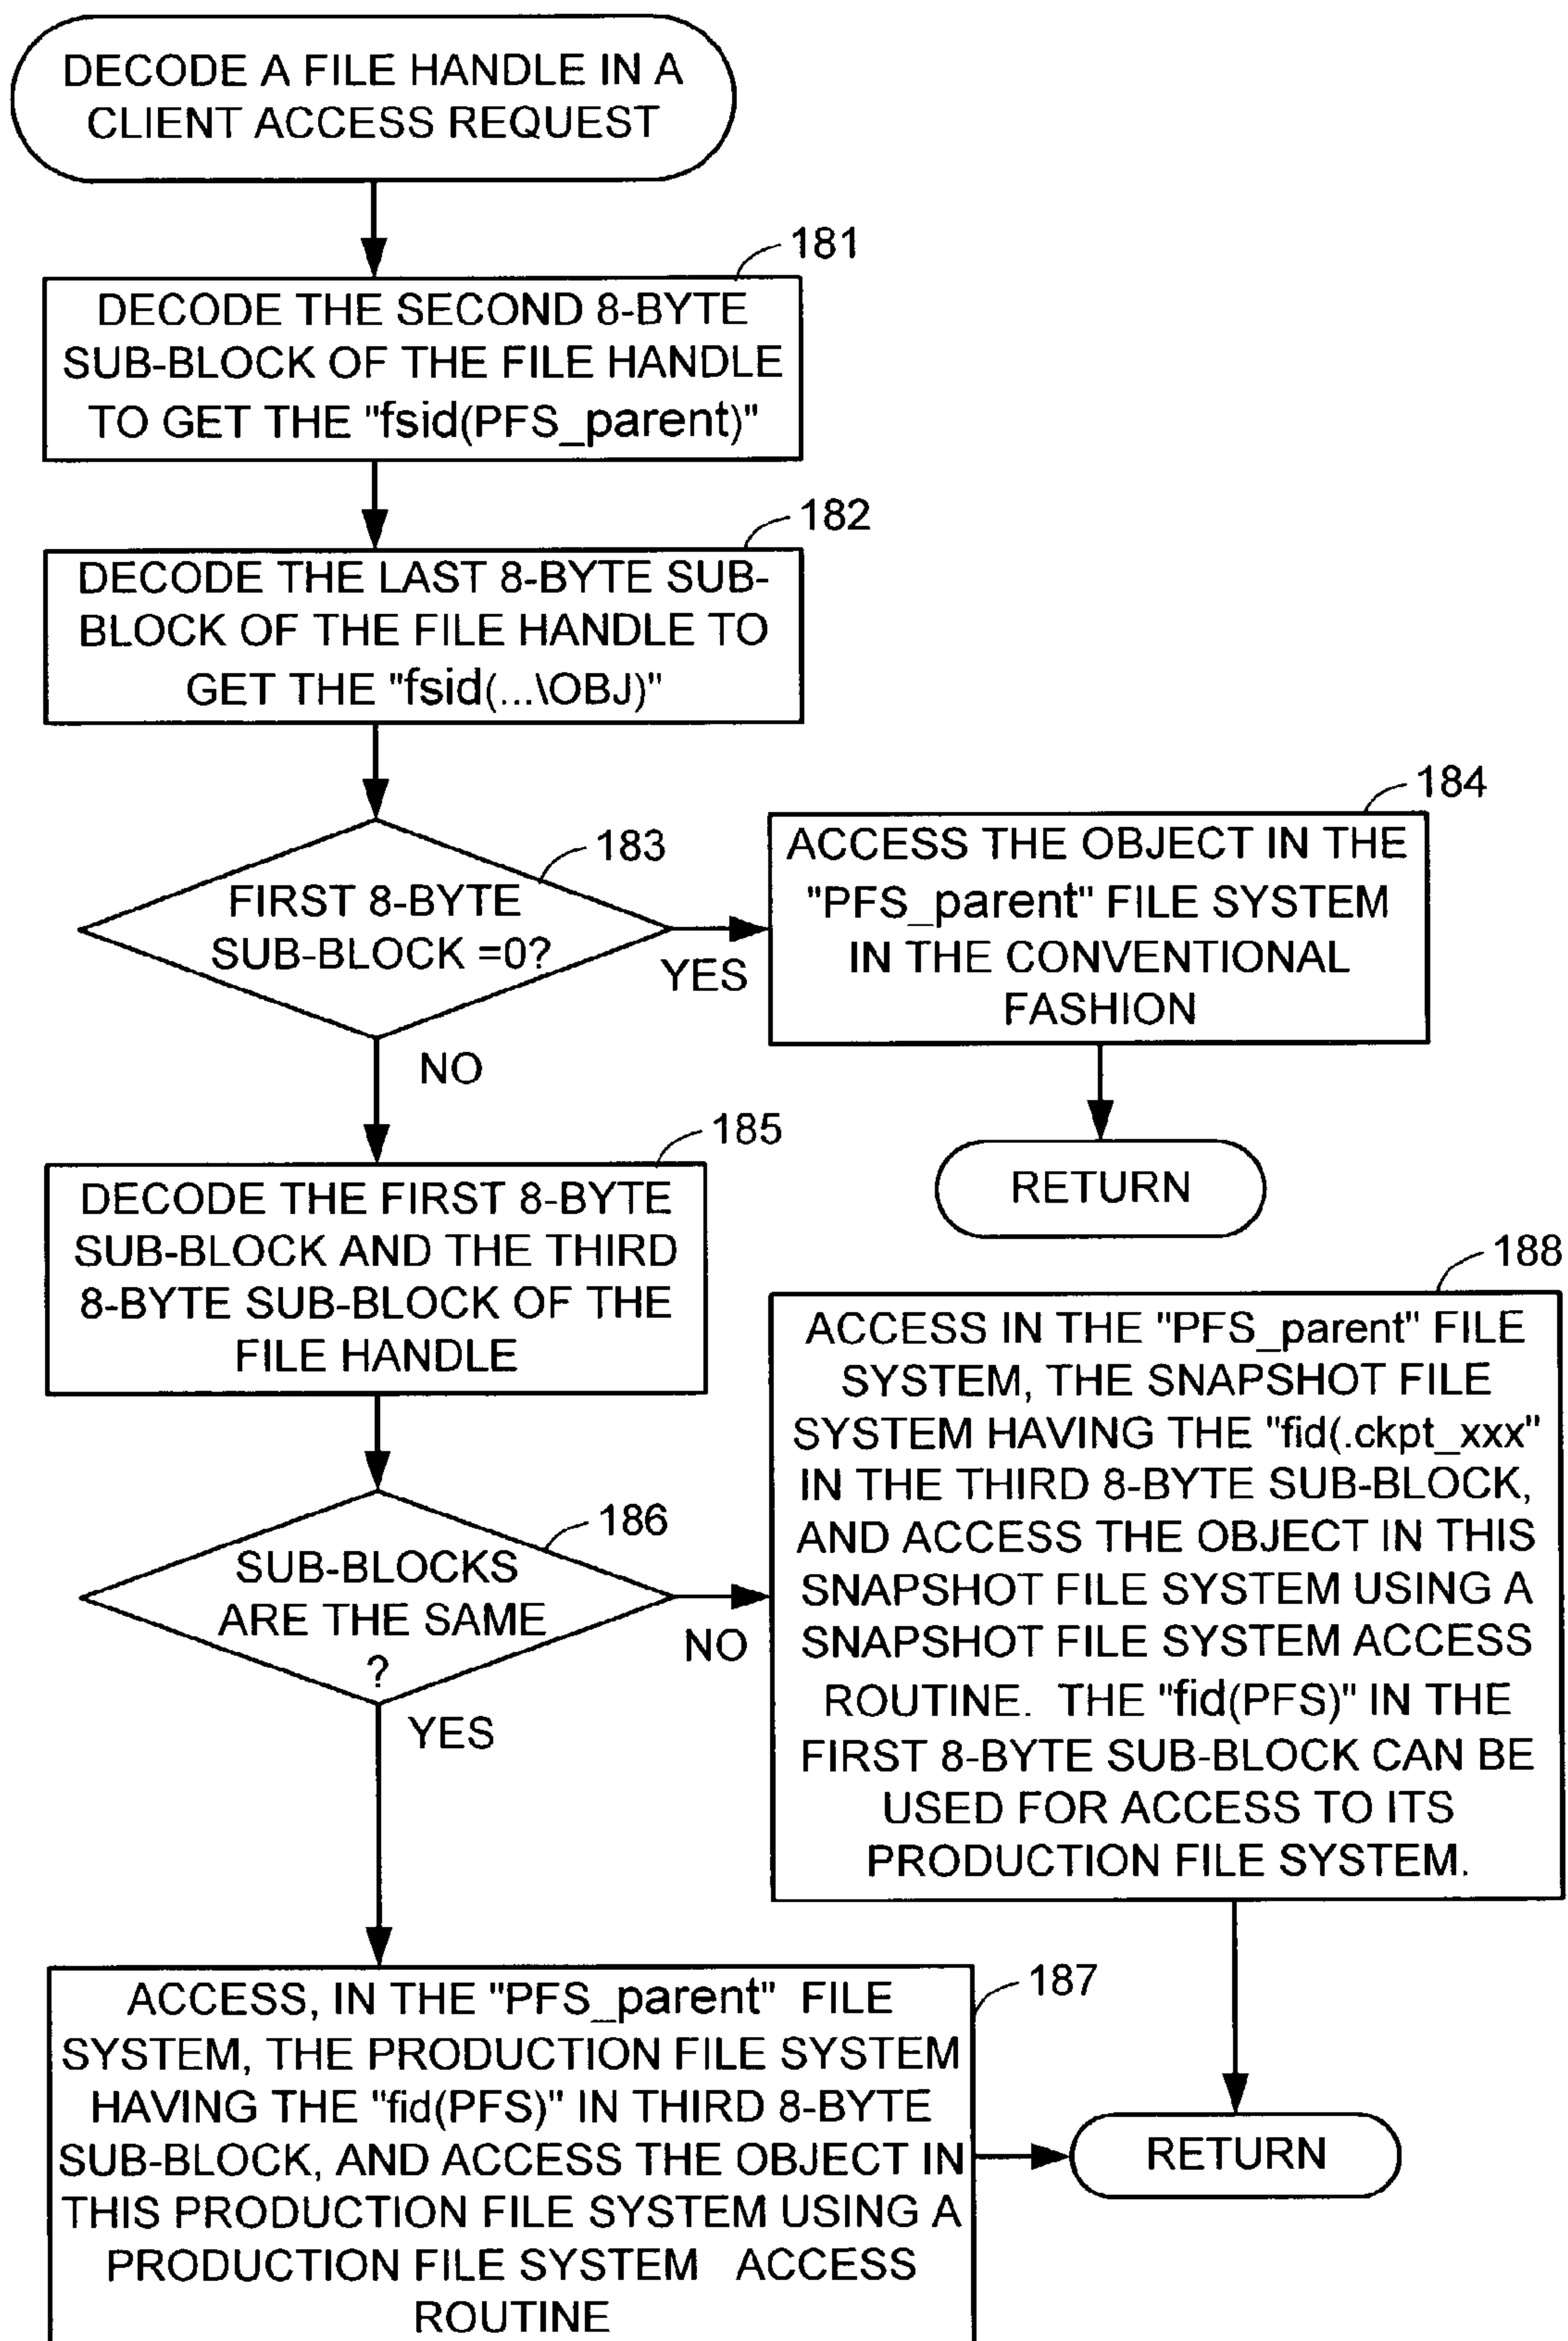 DECODE A FILE HANDLE IN A
CLIENT ACCESS REQUEST
181
DECODE THE SECOND 8-BYTE
SUB-BLOCK OF THE FILE HANDLE
TO GET THE "fsid(PFS_parent)"
182
DECODE THE LAST 8-BYTE SUB-
BLOCK OF THE FILE HANDLE TO
GET THE "fsid(...\OBJ)"
183
FIRST 8-BYTE
SUB-BLOCK =0?
YES
NO
184
ACCESS THE OBJECT IN THE
"PFS_parent" FILE SYSTEM
IN THE CONVENTIONAL
FASHION
RETURN
185
DECODE THE FIRST 8-BYTE
SUB-BLOCK AND THE THIRD
8-BYTE SUB-BLOCK OF THE
FILE HANDLE
186
SUB-BLOCKS
ARE THE SAME
?
NO
YES
188
ACCESS IN THE "PFS_parent" FILE
SYSTEM, THE SNAPSHOT FILE
SYSTEM HAVING THE "fid(.ckpt_xxx"
IN THE THIRD 8-BYTE SUB-BLOCK,
AND ACCESS THE OBJECT IN THIS
SNAPSHOT FILE SYSTEM USING A
SNAPSHOT FILE SYSTEM ACCESS
ROUTINE. THE "fid(PFS)" IN THE
FIRST 8-BYTE SUB-BLOCK CAN BE
USED FOR ACCESS TO ITS
PRODUCTION FILE SYSTEM.
187
ACCESS, IN THE "PFS_parent" FILE
SYSTEM, THE PRODUCTION FILE SYSTEM
HAVING THE "fid(PFS)" IN THIRD 8-BYTE
SUB-BLOCK, AND ACCESS THE OBJECT IN
THIS PRODUCTION FILE SYSTEM USING A
PRODUCTION FILE SYSTEM ACCESS
ROUTINE
RETURN